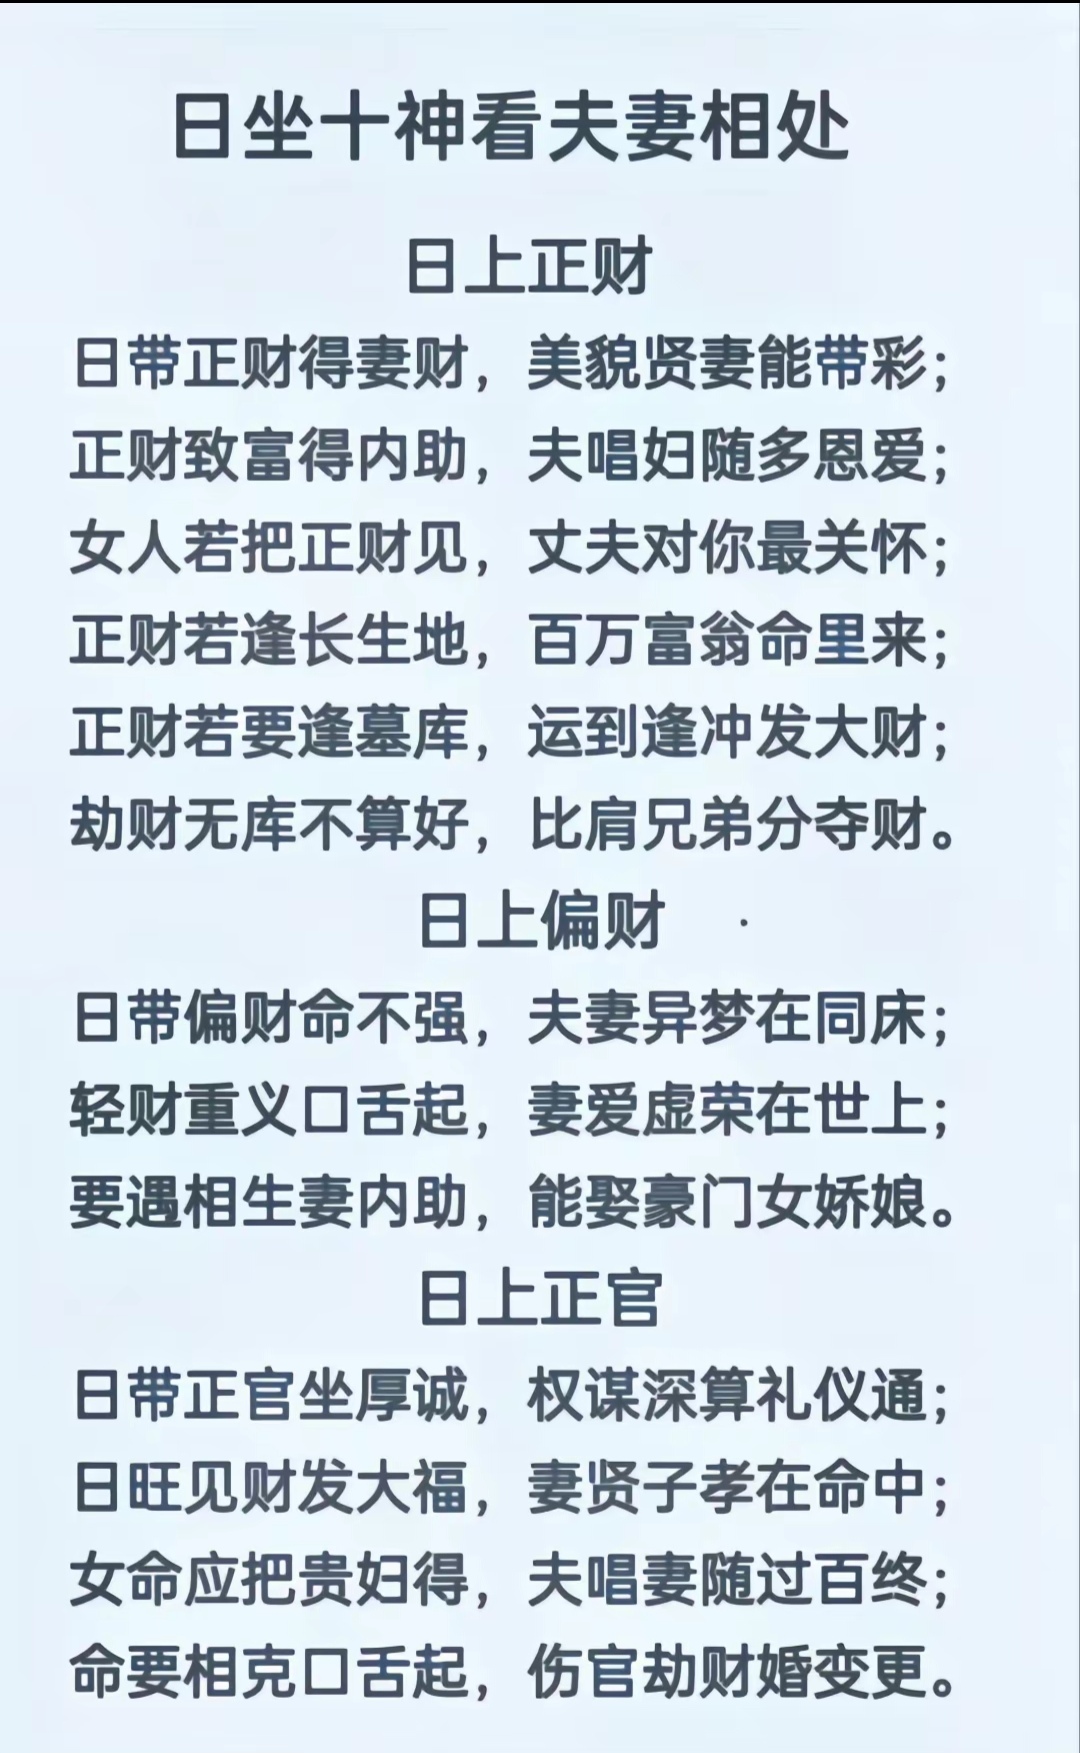 日坐十神看夫妻相处
日上正财
日带正财得妻财，美貌贤妻能带彩；
正财致富得内助，夫唱妇随多恩爱；
女人若把正财见，丈夫对你最关怀；
正财若逢长生地，百万富翁命里来；
正财若要逢墓库，运到逢冲发大财；
劫财无库不算好，比肩兄弟分夺财。
日上偏财
日带偏财命不强，夫妻异梦在同床；
轻财重义口舌起，妻爱虚荣在世上；
要遇相生妻内助，能娶豪门女娇娘。
日上正官
日带正官坐厚诚，权谋深算礼仪通；
日旺见财发大福，妻贤子孝在命中；
女命应把贵妇得，夫唱妻随过百终；
命要相克口舌起，伤官劫财婚变更。